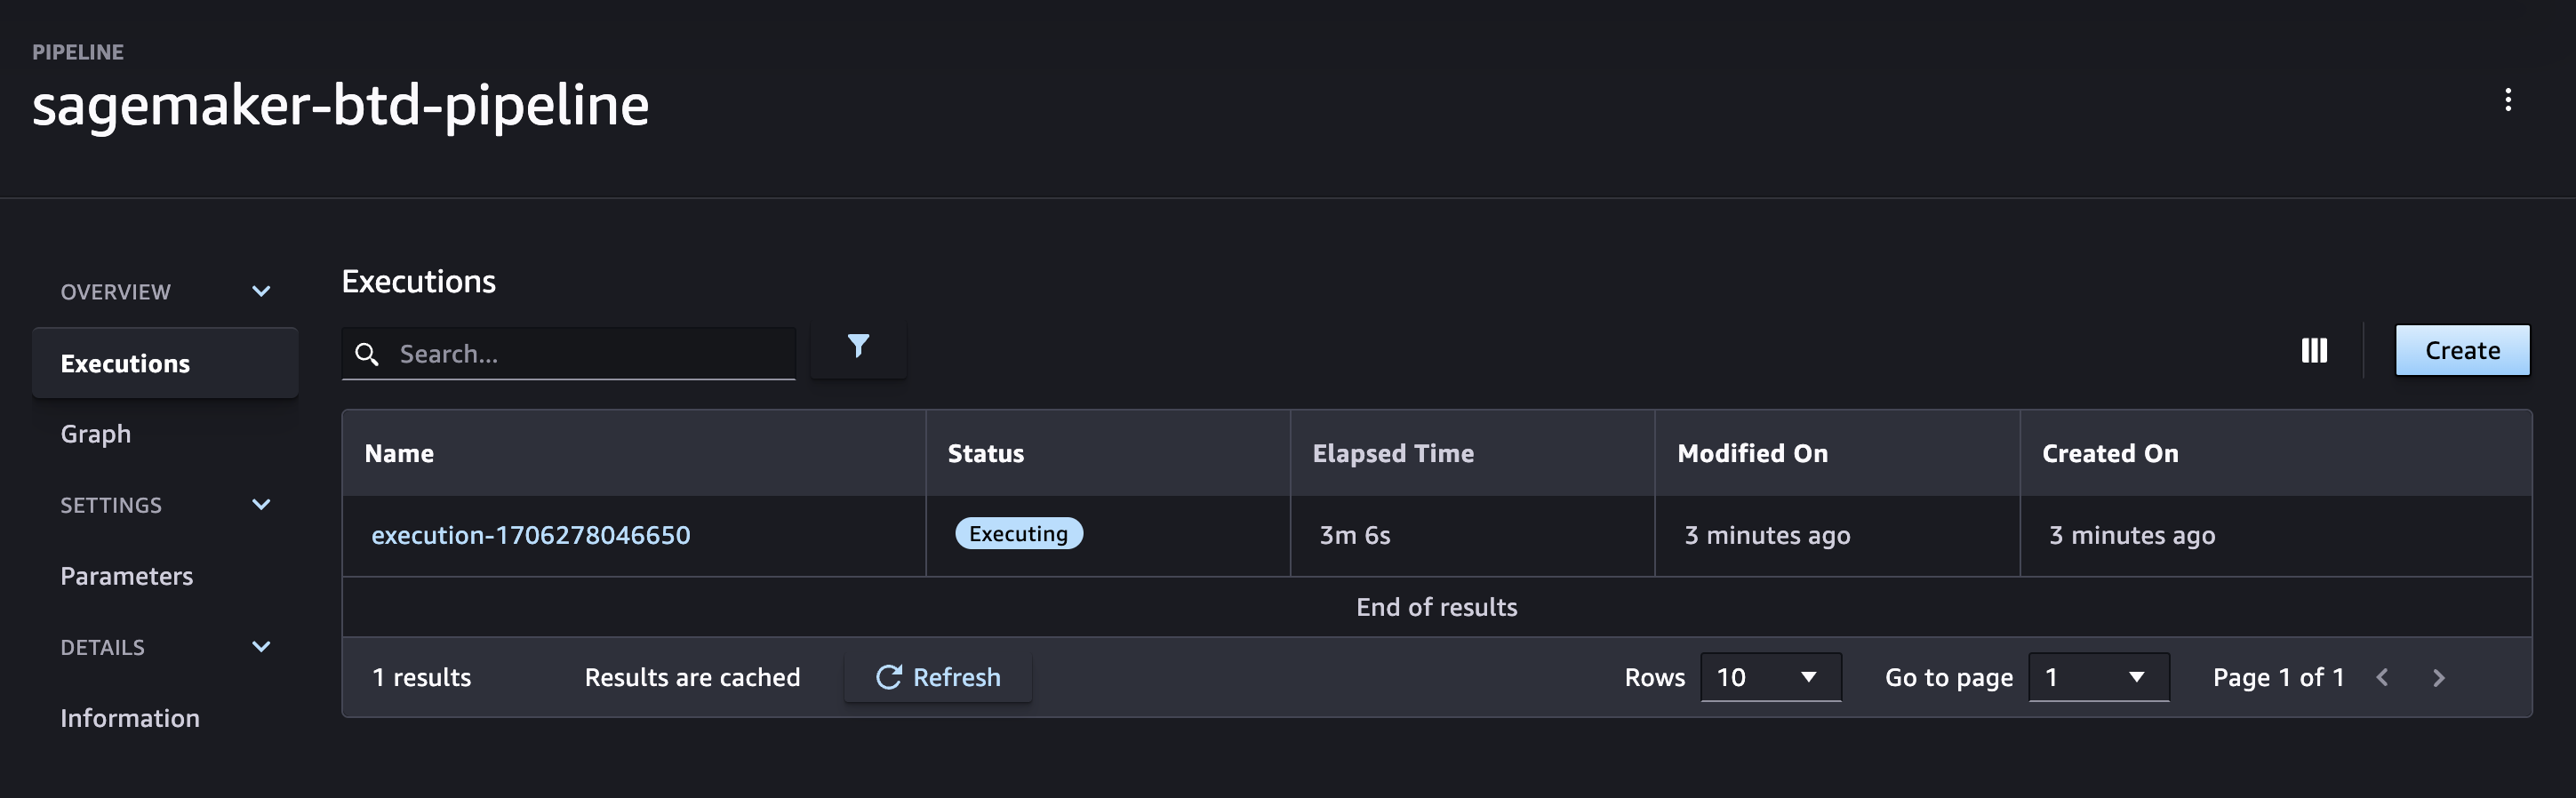 PIPELINE
sagemaker-btd-pipeline
OVERVIEW
Executions
Graph
SETTINGS
Parameters
DETAILS
Information
Executions
Search...
Create
Name Status Elapsed Time Modified On Created On
execution-1706278046650 Executing 3m 6s 3 minutes ago 3 minutes ago
End of results
1 results Results are cached Refresh Rows 10 Go to page 1 Page 1 of 1